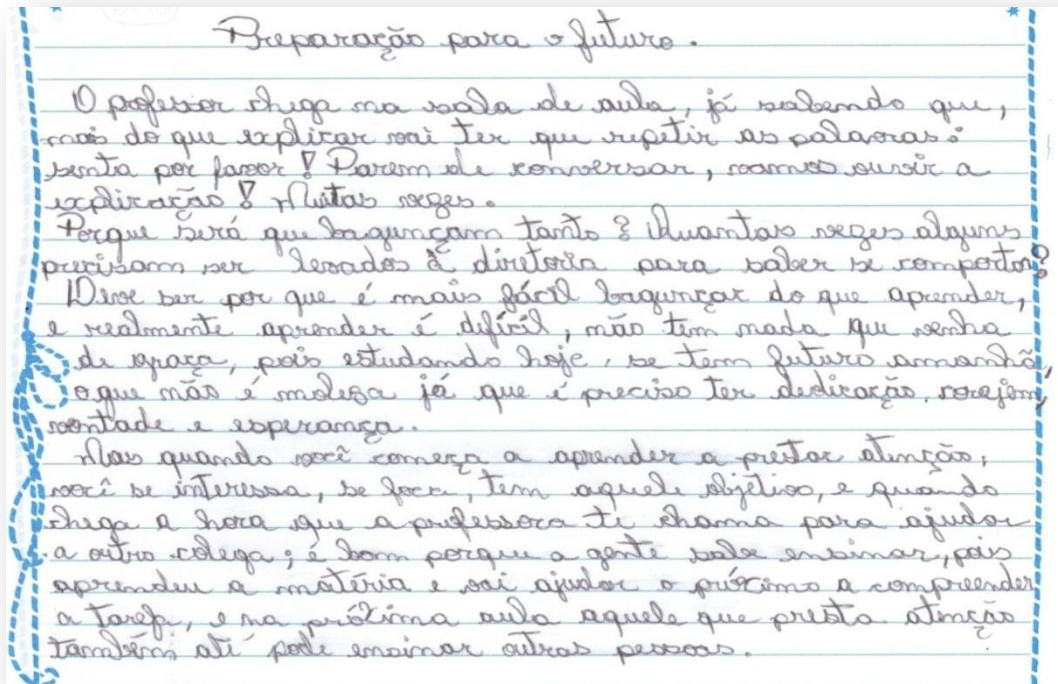 Preparação para o futuro.
O professor chega na sala de aula, já sabendo que,
mais do que explicar vai ter que repetir as palavras:
senta por favor! Parem de conversar, vamos ouvir a
explicação! Muitas vezes.
Porque será que bagunçam tanto? Quantas vezes alguns
precisam ser levados à diretoria para saber se comportar?
Deve ser por que é mais fácil bagunçar do que aprender,
e realmente aprender é difícil, não tem nada que venha
de graça, pois estudando hoje, se tem futuro amanhã,
oque não é moleza já que é preciso ter dedicação, corajem,
vontade e esperança.
Mas quando você começa a aprender a prestar atenção,
você se interessa, se foca, tem aquele objetivo, e quando
chega a hora que a professora te chama para ajudar
a outro colega; é bom porque a gente sabe ensinar, pois
aprendeu a matéria e vai ajudar o próximo a compreender
a tarefa, e na próxima aula aquele que presta atenção
também até pode ensinar outras pessoas.